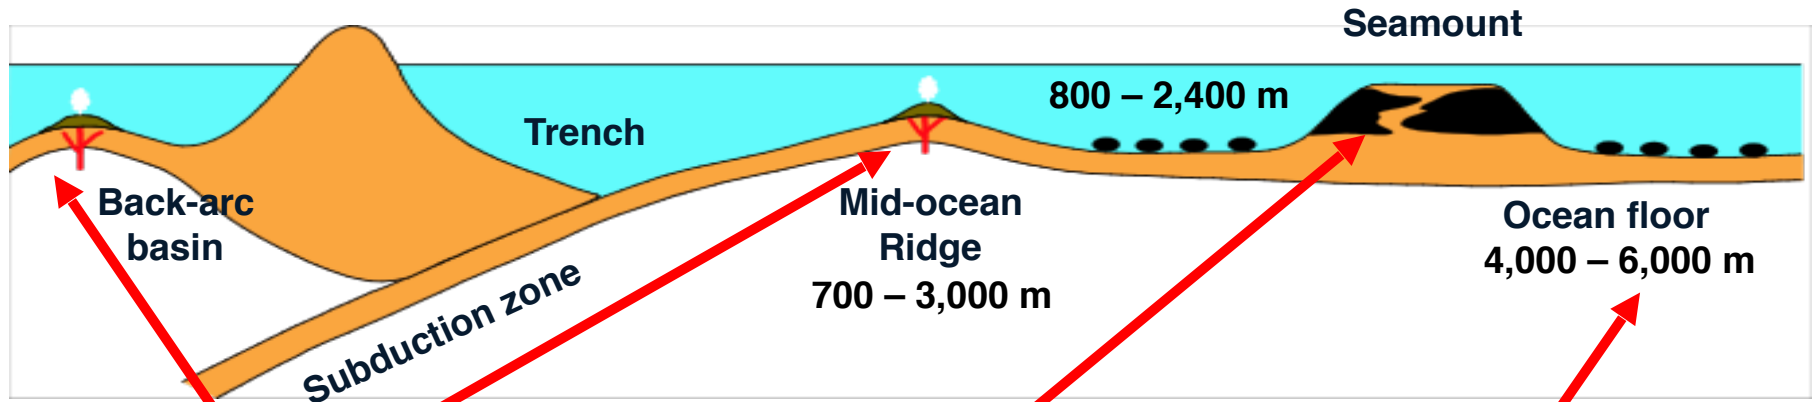 Seamount
800 – 2,400 m
Trench
Back-arc
basin
Mid-ocean
Ridge
700 – 3,000 m
Ocean floor
4,000 – 6,000 m
Subduction zone